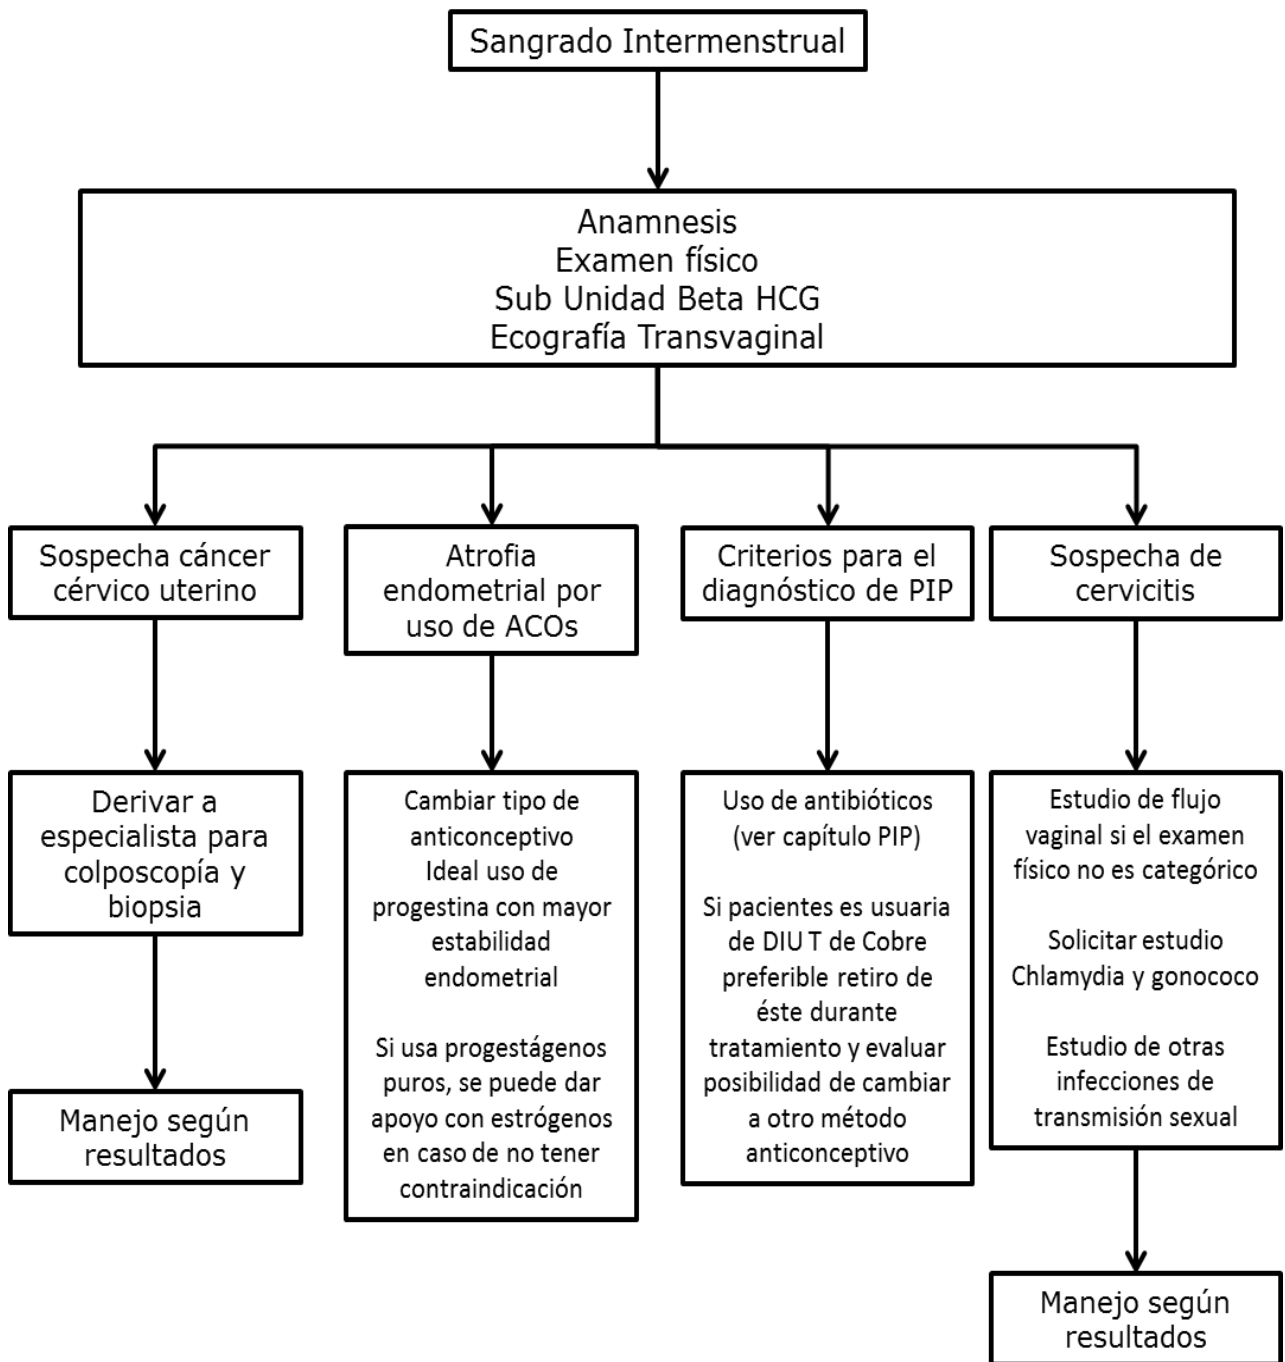 Sangrado Intermenstrual
Anamnesis
Examen físico
Sub Unidad Beta HCG
Ecografía Transvaginal
Sospecha cáncer
cérvico uterino
Atrofia
endometrial por
uso de ACOs
Criterios para el
diagnóstico de PIP
Sospecha de
cervicitis
Derivar a
especialista para
colposcopía y
biopsia
Cambiar tipo de
anticonceptivo
Ideal uso de
progestina con mayor
estabilidad
endometrial
Si usa progestágenos
puros, se puede dar
apoyo con estrógenos
en caso de no tener
contraindicación
Uso de antibióticos
(ver capítulo PIP)
Si pacientes es usuaria
de DIU T de Cobre
preferible retiro de
éste durante
tratamiento y evaluar
posibilidad de cambiar
a otro método
anticonceptivo
Estudio de flujo
vaginal si el examen
físico no es categórico
Solicitar estudio
Chlamydia y gonococo
Estudio de otras
infecciones de
transmisión sexual
Manejo según
resultados
Manejo según
resultados